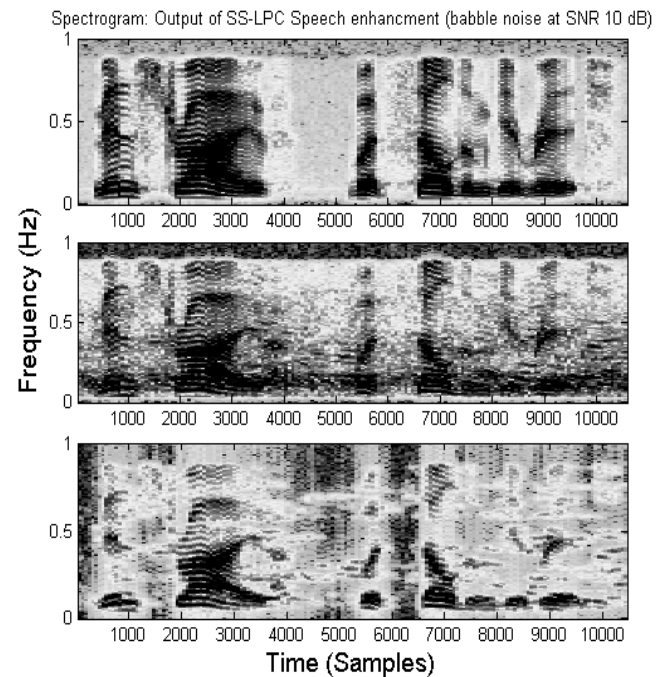 Spectrogram: Output of SS-LPC Speech enhancment (babble noise at SNR 10 dB)
1
0.5
0
1000 2000 3000 4000 5000 6000 7000 8000 9000 10000
1
0.5
0
1000 2000 3000 4000 5000 6000 7000 8000 9000 10000
1
0.5
0
1000 2000 3000 4000 5000 6000 7000 8000 9000 10000
Frequency (Hz)
Time (Samples)